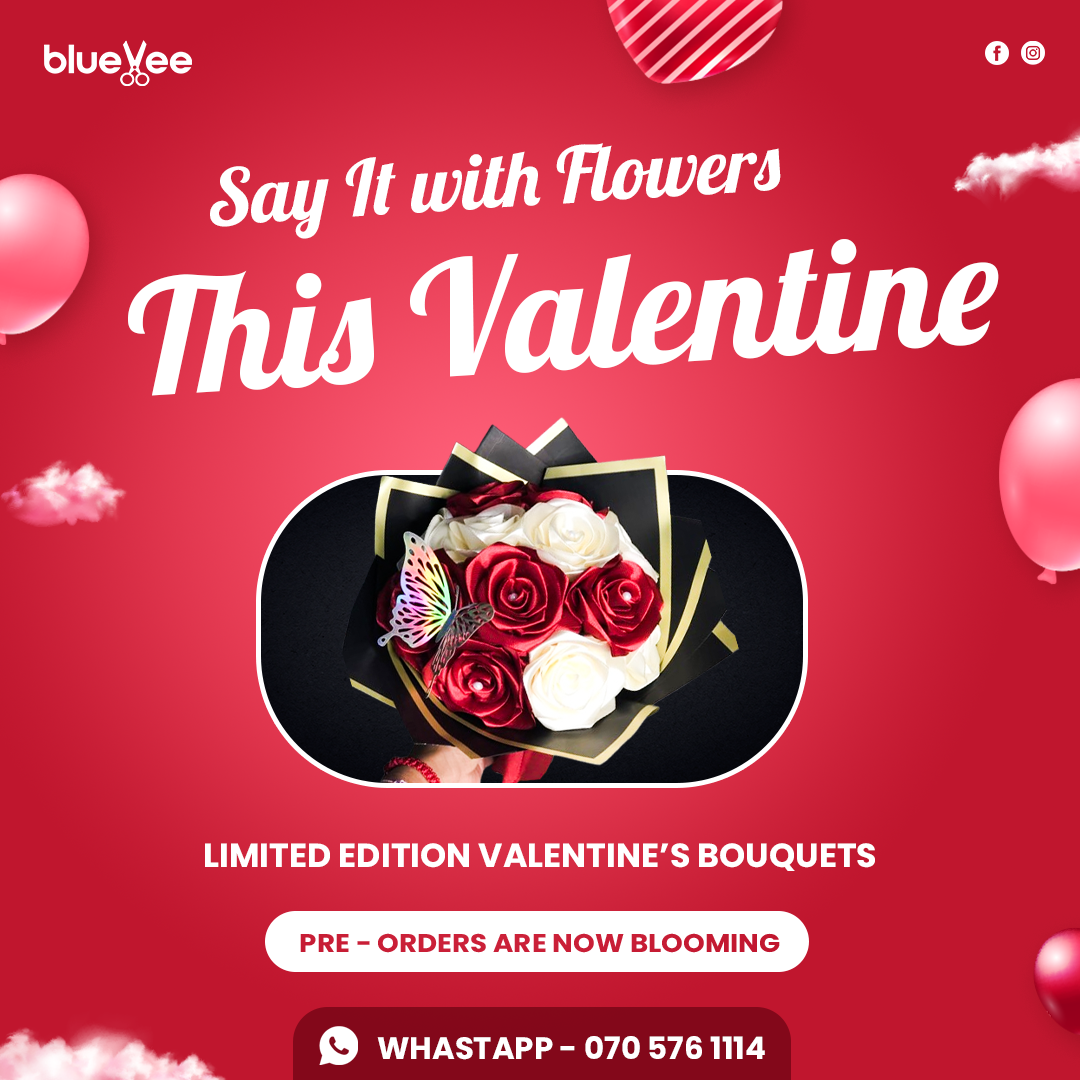 blueVee
Say It with Flowers
This Valentine
LIMITED EDITION VALENTINE’S BOUQUETS
PRE - ORDERS ARE NOW BLOOMING
WHASTAPP - 070 576 1114